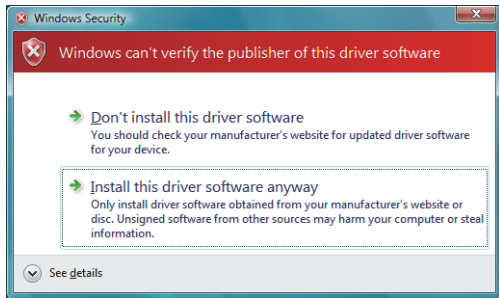 Windows Security
Windows can't verify the publisher of this driver software
Don't install this driver software
You should check your manufacturer's website for updated driver software
for your device.
Install this driver software anyway
Only install driver software obtained from your manufacturer's website or
disc. Unsigned software from other sources may harm your computer or steal
information.
See details